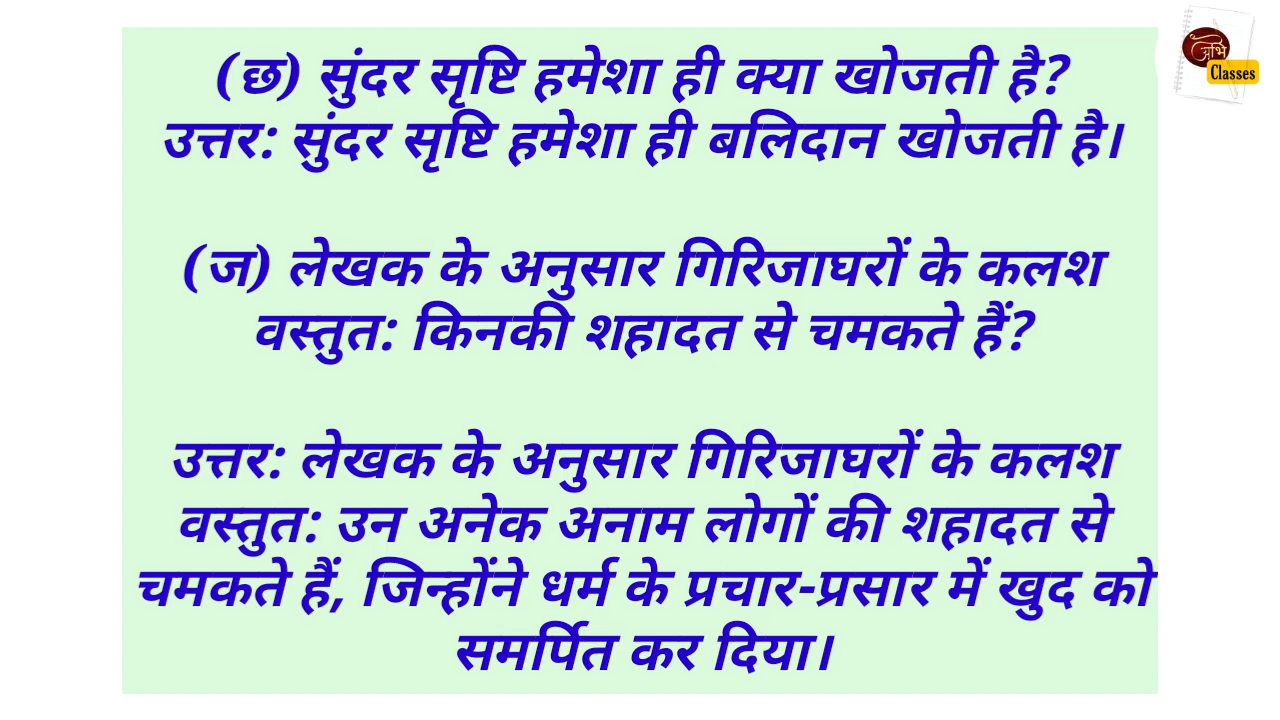 (छ) सुंदर सृष्टि हमेशा ही क्या खोजती है?
उत्तर: सुंदर सृष्टि हमेशा ही बलिदान खोजती है।
(ज) लेखक के अनुसार गिरिजाघरों के कलश
वस्तुत: किनकी शहादत से चमकते हैं?
उत्तर: लेखक के अनुसार गिरिजाघरों के कलश
वस्तुत: उन अनेक अनाम लोगों की शहादत से
चमकते हैं, जिन्होंने धर्म के प्रचार-प्रसार में खुद को
समर्पित कर दिया।
अभि
Classes